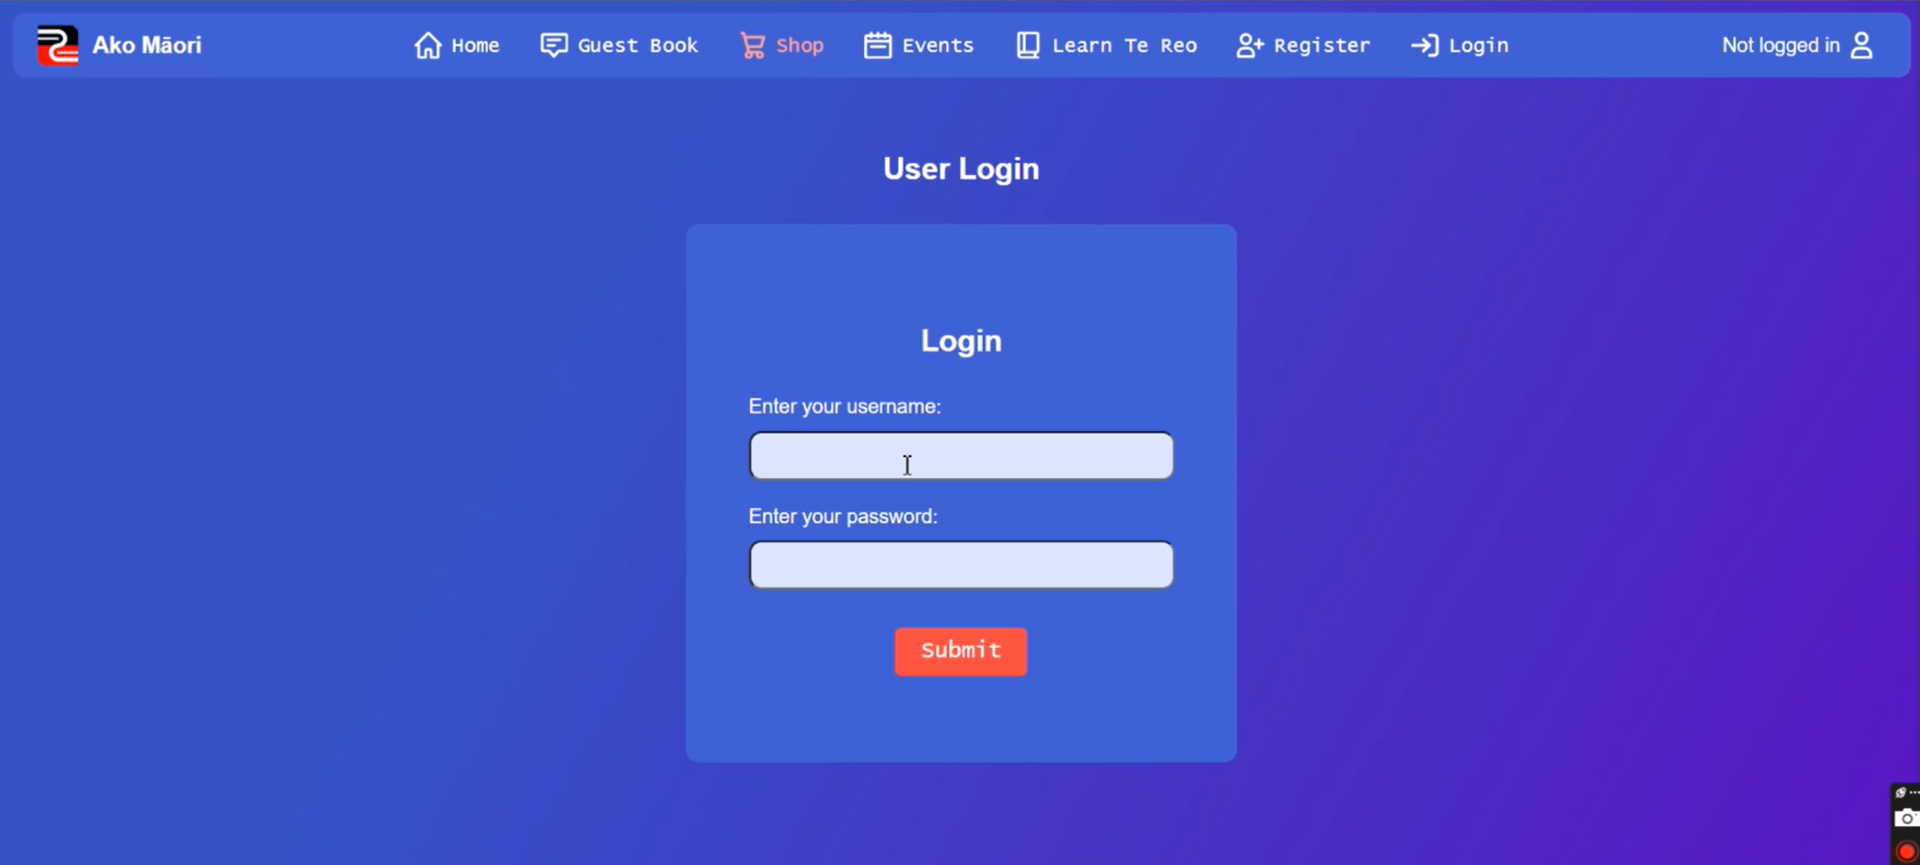 Ako Māori
Home
Guest Book
Shop
Events
Learn Te Reo
Register
Login
Not logged in
User Login
Login
Enter your username:
Enter your password:
Submit